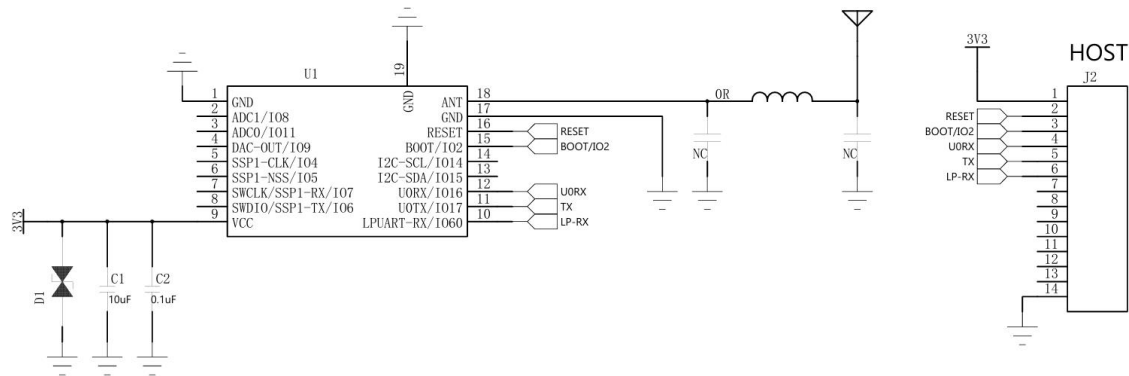 U1
19
GND
1 GND
2 ADC1/IO8
3 ADC0/IO11
4 DAC-OUT/IO9
5 SSP1-CLK/IO4
6 SSP1-NSS/IO5
7 SWCLK/SSP1-RX/IO7
8 SWDIO/SSP1-TX/IO6
9 VCC
ANT 18
GND 17
RESET 16
BOOT/IO2 15
I2C-SCL/IO14 14
I2C-SDA/IO15 13
U0RX/IO16 12
U0TX/IO17 11
LPUART-RX/IO60 10
RESET
BOOT/IO2
U0RX
TX
LP-RX
3V3
D1
C1
10uF
C2
0.1uF
0R
NC
NC
3V3
HOST
J2
1
RESET 2
BOOT/IO2 3
U0RX 4
TX 5
LP-RX 6
7
8
9
10
11
12
13
14